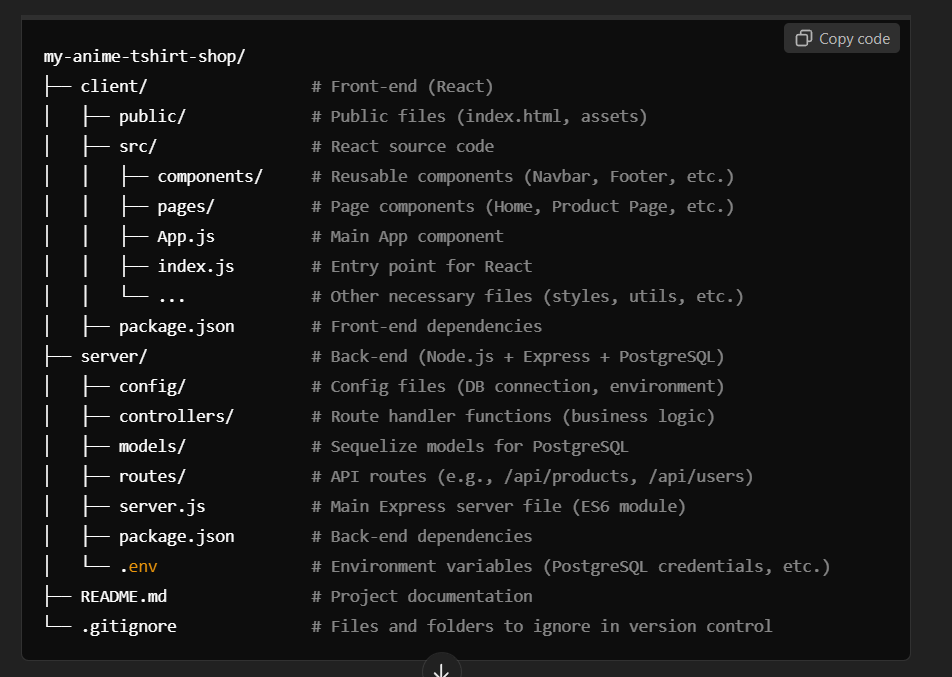 Copy code
my-anime-tshirt-shop/
├── client/                 # Front-end (React)
│   ├── public/             # Public files (index.html, assets)
│   ├── src/                # React source code
│   │   ├── components/     # Reusable components (Navbar, Footer, etc.)
│   │   ├── pages/          # Page components (Home, Product Page, etc.)
│   │   ├── App.js          # Main App component
│   │   ├── index.js        # Entry point for React
│   │   └── ...             # Other necessary files (styles, utils, etc.)
│   ├── package.json        # Front-end dependencies
├── server/                 # Back-end (Node.js + Express + PostgreSQL)
│   ├── config/             # Config files (DB connection, environment)
│   ├── controllers/        # Route handler functions (business logic)
│   ├── models/             # Sequelize models for PostgreSQL
│   ├── routes/             # API routes (e.g., /api/products, /api/users)
│   ├── server.js           # Main Express server file (ES6 module)
│   ├── package.json        # Back-end dependencies
│   └── .env                # Environment variables (PostgreSQL credentials, etc.)
├── README.md               # Project documentation
└── .gitignore              # Files and folders to ignore in version control